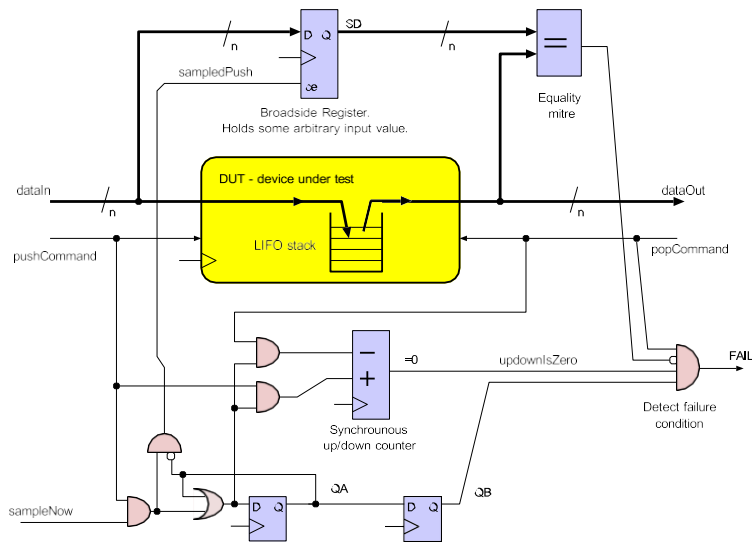 SD
D Q
n
n
=
sampledPush
ce
Equality
mitre
Broadside Register.
Holds some arbitrary input value.
DUT - device under test
dataIn
dataOut
n
n
LIFO stack
pushCommand
popCommand
−
=0
updownIsZero
FAIL
+
Detect failure
condition
Synchrounous
up/down counter
QA
QB
D Q
D Q
sampleNow